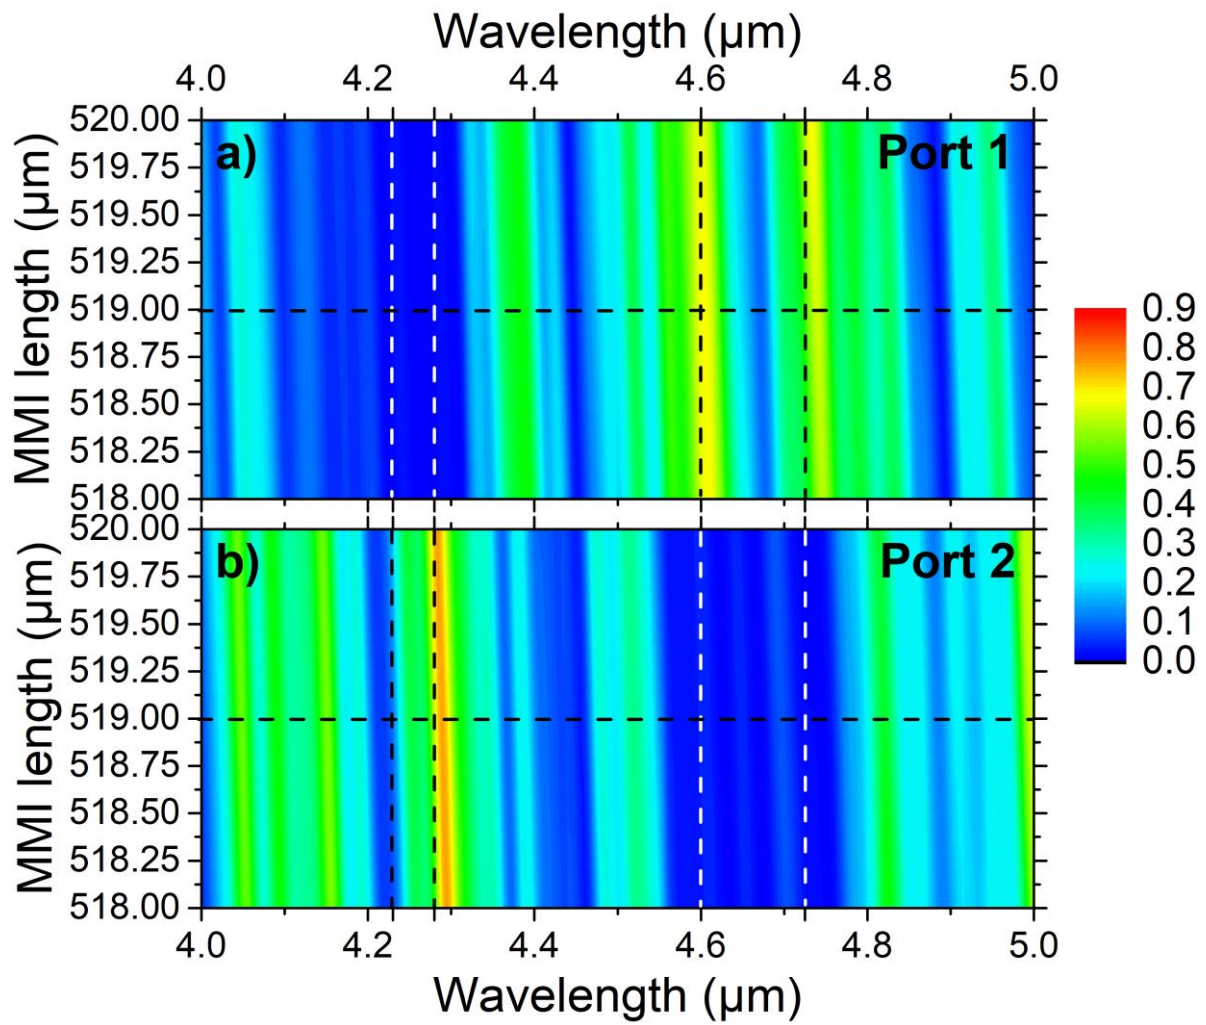 Wavelength (µm)
4.0 4.2 4.4 4.6 4.8 5.0
MMI length (µm)
520.00
519.75
519.50
519.25
519.00
518.75
518.50
518.25
518.00
a)
Port 1
0.9
0.8
0.7
0.6
0.5
0.4
0.3
0.2
0.1
0.0
MMI length (µm)
520.00
519.75
519.50
519.25
519.00
518.75
518.50
518.25
518.00
b)
Port 2
4.0 4.2 4.4 4.6 4.8 5.0
Wavelength (µm)